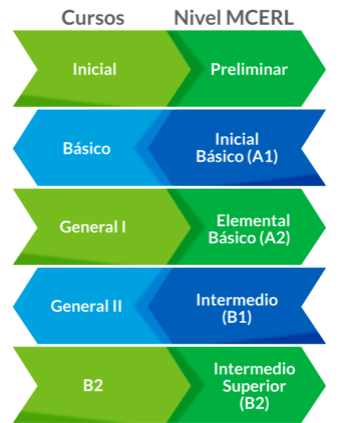 Cursos Nivel MCERL
Inicial Preliminar
Básico
Inicial
Básico (A1)
General I
Elemental
Básico (A2)
General II
Intermedio
(B1)
B2
Intermedio
Superior
(B2)